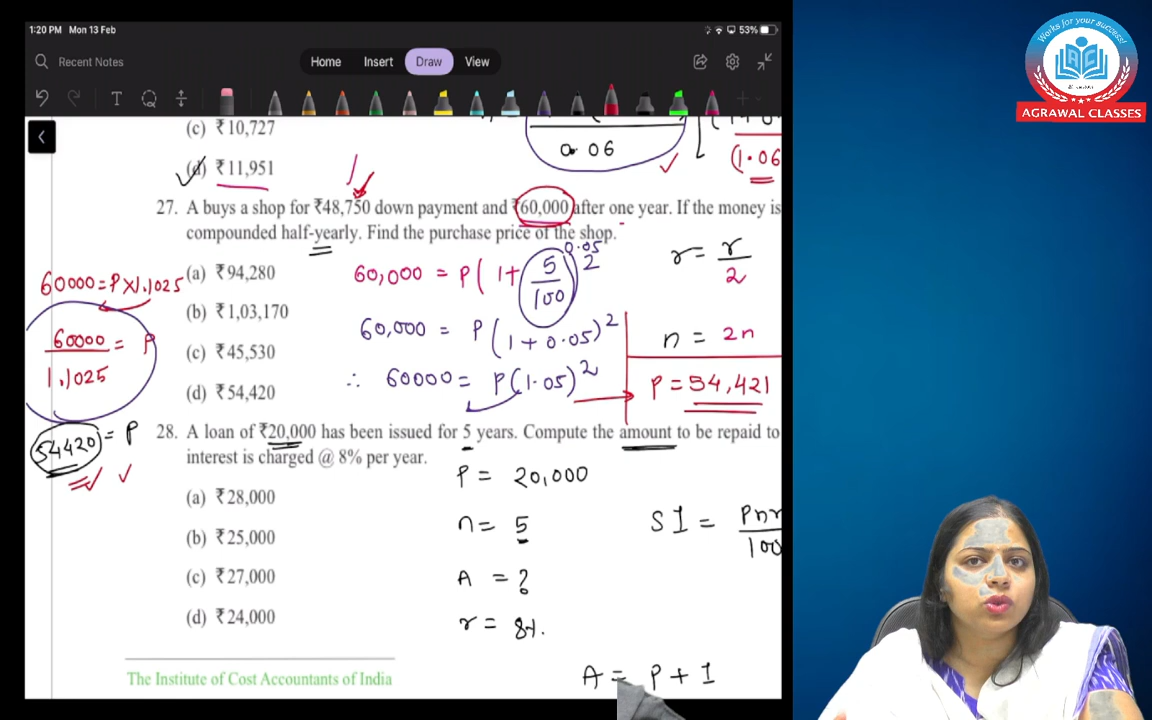 1:20 PM Mon 13 Feb
53%
Works for your success!
AC
AGRAWAL CLASSES
Recent Notes
Home Insert Draw View
(c) ₹10,727
(d) ₹11,951
0.06
(1.06
27. A buys a shop for ₹48,750 down payment and ₹60,000 after one year. If the money is
compounded half-yearly. Find the purchase price of the shop.
(a) ₹94,280
(b) ₹1,03,170
(c) ₹45,530
(d) ₹54,420
60000=P×1.1025
60000/1.1025 = P
54420 = P
60,000 = P(1+ 5/100)2
0.05
60,000 = P(1+0.05)2
∴ 60000 = P(1.05)2
r = r/2
n = 2n
P = 54,421
28. A loan of ₹20,000 has been issued for 5 years. Compute the amount to be repaid to
interest is charged @ 8% per year.
(a) ₹28,000
(b) ₹25,000
(c) ₹27,000
(d) ₹24,000
P = 20,000
n = 5
A = ?
r = 8%.
SI = Pnr/100
A = P + I
The Institute of Cost Accountants of India